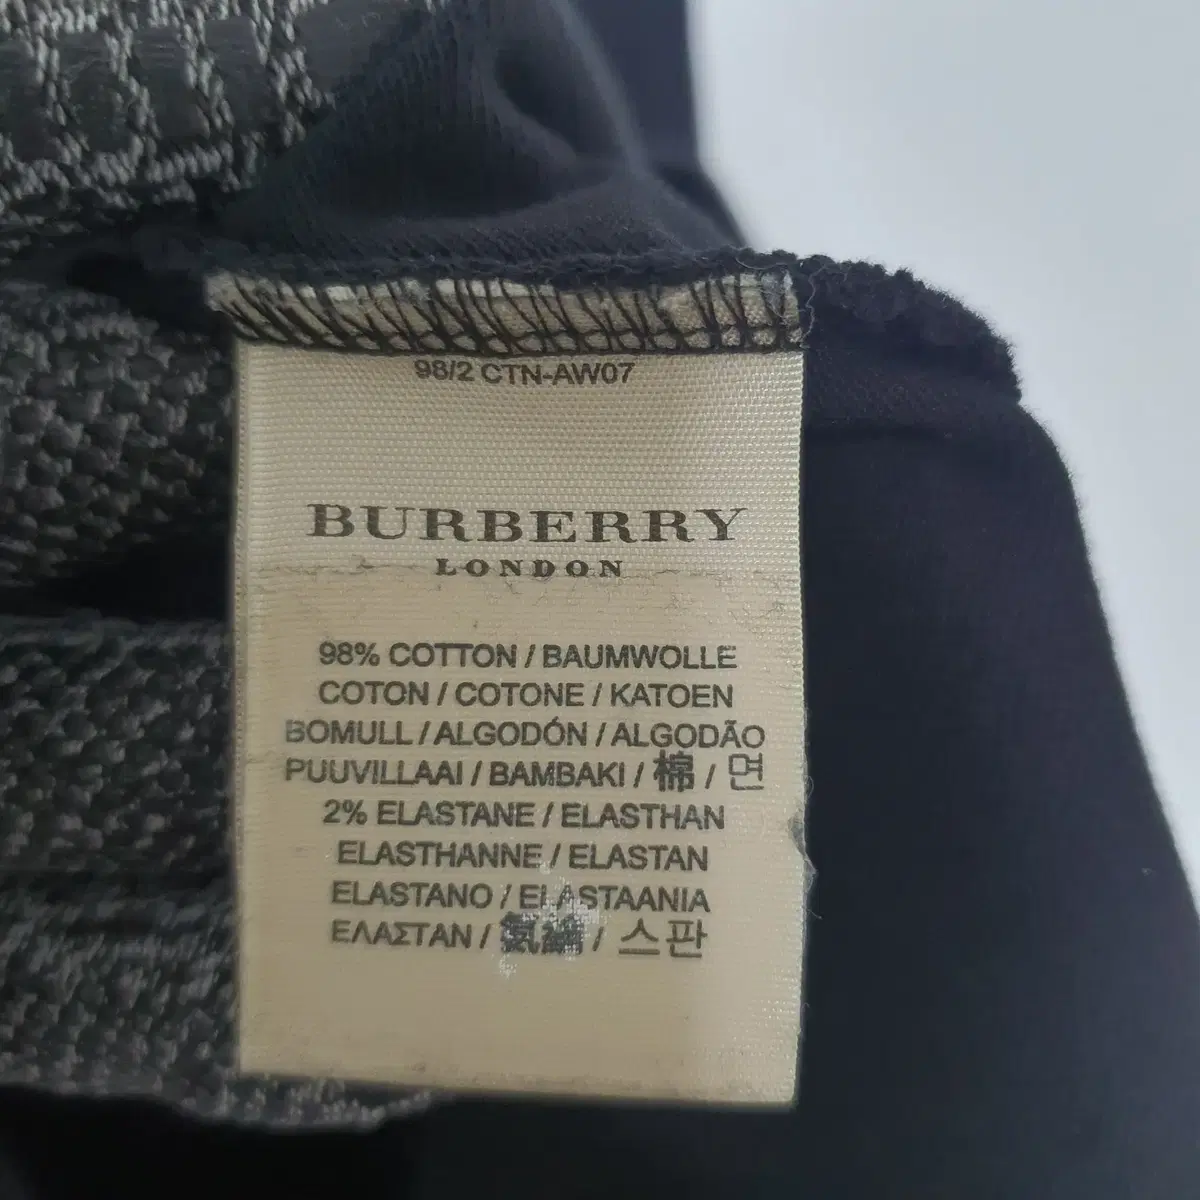 98/2 CTN-AW07
BURBERRY
LONDON
98% COTTON / BAUMWOLLE
COTON / COTONE / KATOEN
BOMULL / ALGODÓN / ALGODÃO
PUUVILLAAI / BAMBAKI / 棉 / 면
2% ELASTANE / ELASTHAN
ELASTHANNE / ELASTAN
ELASTANO / ELASTAANIA
ΕΛΑΣΤΑΝ / 氨綸 / 스판